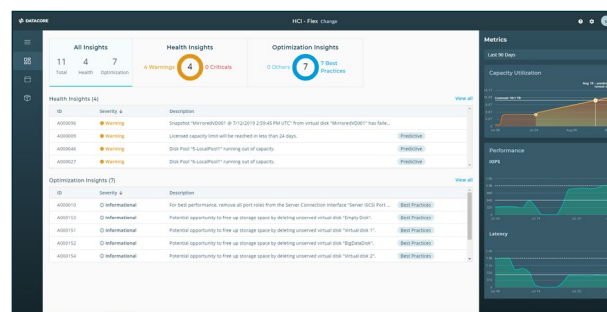 DATACORE
HCI - Flex Change
All Insights
11 4 7
Total Health Optimization
Health Insights
4 Warnings 4 0 Criticals
Optimization Insights
0 Others 7 7 Best Practices
Metrics
Last 90 Days
Capacity Utilization
Health Insights (4) View all
ID Severity ↓ Description
A000056 Warning Snapshot "MirroredVD001 @ 7/12/2019 2:59:45 PM UTC" from virtual disk "MirroredVD001" has faile...
A000009 Warning Licensed capacity limit will be reached in less than 24 days. Predictive
A000046 Warning Disk Pool "S-LocalPool1" running out of capacity.
A000027 Warning Disk Pool "S-LocalPool1" running out of capacity. Predictive
Optimization Insights (7) View all
ID Severity ↓ Description
A000010 Informational For best performance, remove all port roles from the Server Connection Interface "Server iSCSI Port ... Best Practices
A000153 Informational Potential opportunity to free up storage space by deleting unserved virtual disk "Empty Disk". Best Practices
A000151 Informational Potential opportunity to free up storage space by deleting unserved virtual disk "Virtual disk 1". Best Practices
A000152 Informational Potential opportunity to free up storage space by deleting unserved virtual disk "BigDataDisk". Best Practices
A000154 Informational Potential opportunity to free up storage space by deleting unserved virtual disk "Virtual disk 2". Best Practices
Performance
IOPS
Latency